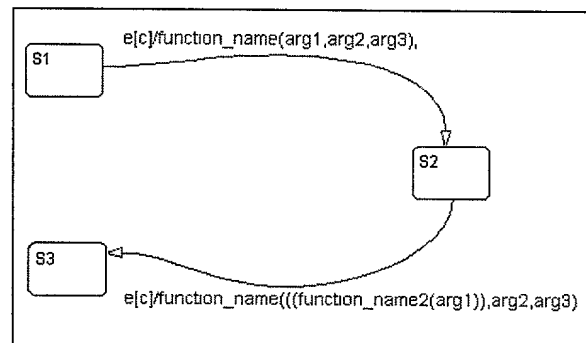 e[c]/function_name(arg1,arg2,arg3),
S1
S2
S3
e[c]/function_name(((function_name2(arg1)),arg2,arg3)